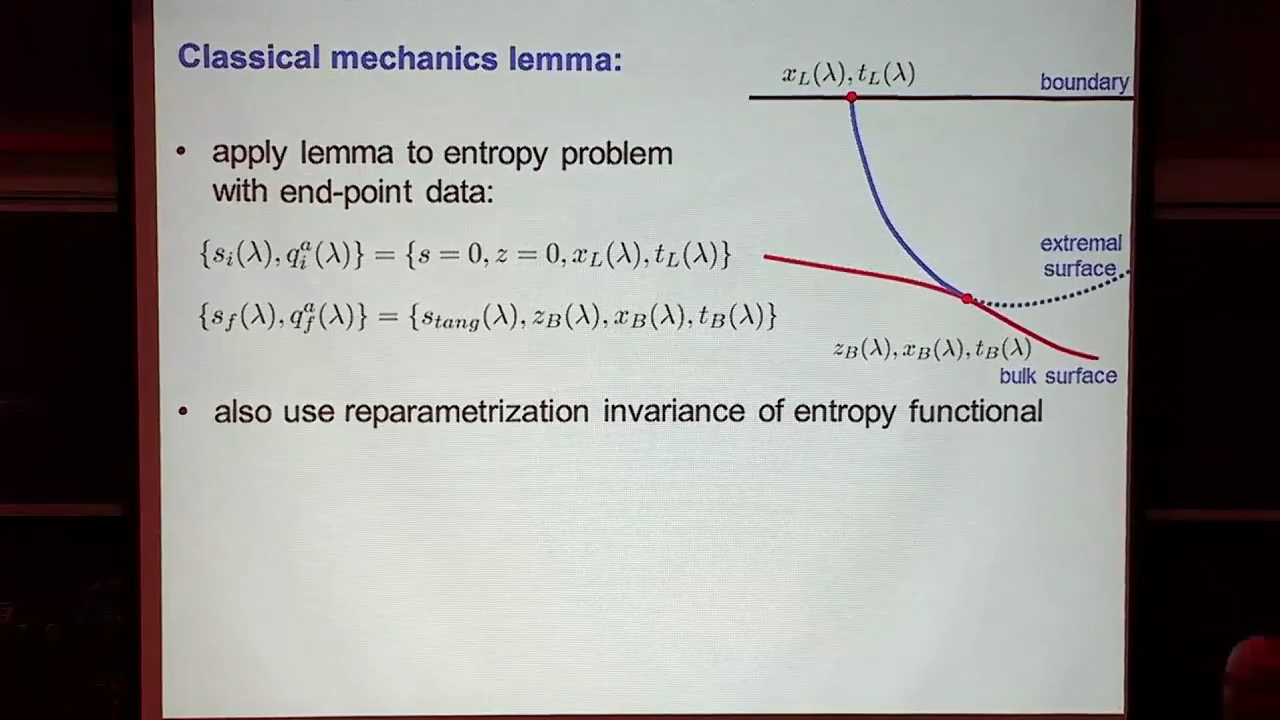 Classical mechanics lemma:
x_L(λ), t_L(λ)
boundary
• apply lemma to entropy problem
with end-point data:
{s_i(λ), q_i^a(λ)} = {s = 0, z = 0, x_L(λ), t_L(λ)}
extremal
surface
{s_f(λ), q_f^a(λ)} = {s_tang(λ), z_B(λ), x_B(λ), t_B(λ)}
z_B(λ), x_B(λ), t_B(λ)
bulk surface
• also use reparametrization invariance of entropy functional